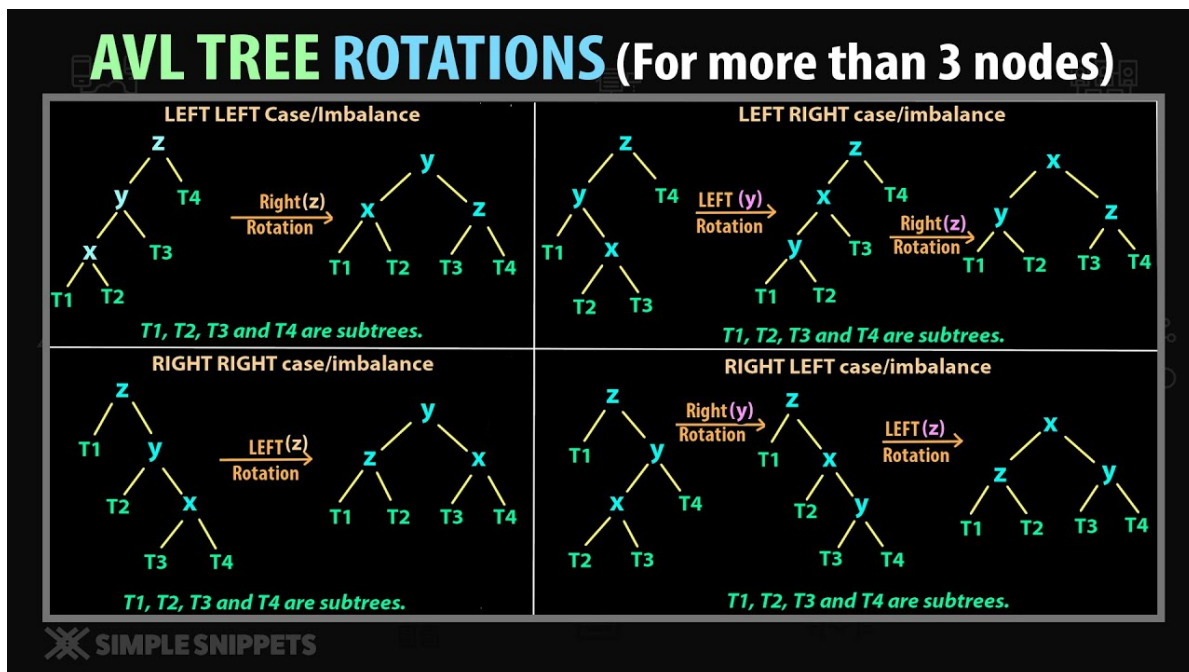 AVL TREE ROTATIONS (For more than 3 nodes)
LEFT LEFT Case/Imbalance
z
y
T4
x
T3
T1
T2
Right(z)
Rotation
y
x
z
T1
T2
T3
T4
T1, T2, T3 and T4 are subtrees.
LEFT RIGHT case/imbalance
z
y
T4
T1
x
T2
T3
LEFT (y)
Rotation
z
x
T4
y
T3
T1
T2
Right(z)
Rotation
x
y
z
T1
T2
T3
T4
T1, T2, T3 and T4 are subtrees.
RIGHT RIGHT case/imbalance
z
T1
y
T2
x
T3
T4
LEFT(z)
Rotation
y
z
x
T1
T2
T3
T4
T1, T2, T3 and T4 are subtrees.
RIGHT LEFT case/imbalance
z
T1
y
x
T4
T2
T3
Right(y)
Rotation
z
T1
x
T2
y
T3
T4
LEFT(z)
Rotation
x
z
y
T1
T2
T3
T4
T1, T2, T3 and T4 are subtrees.
SIMPLE SNIPPETS